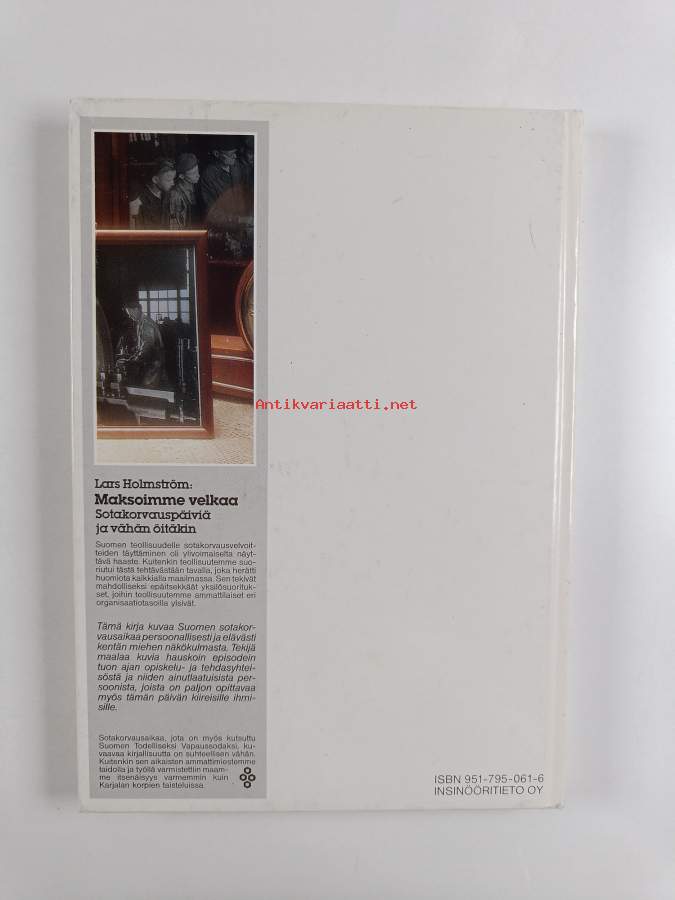 Antikvariaatti.net
Lars Holmström:
Maksoimme velkaa
Sotakorvauspäiviä
ja vähän öitäkin
Suomen teollisuudelle sotakorvausvelvoit-
teiden täyttäminen oli ylivoimaiselta näyt-
tävä haaste. Kuitenkin teollisuutemme suo-
riutui tästä tehtävästään tavalla, joka herätti
huomiota kaikkialla maailmassa. Sen tekivät
mahdolliseksi epäitsekkäät yksilösuorituk-
set, joihin teollisuutemme ammattilaiset eri
organisaatiotasoilla ylsivät.
Tämä kirja kuvaa Suomen sotakor-
vausaikaa persoonallisesti ja elävästi
kentän miehen näkökulmasta. Tekijä
maalaa kuvia hauskoin episodein
tuon ajan opiskelu- ja tehdasyhtei-
söstä ja niiden ainutlaatuisista per-
soonista, joista on paljon opittavaa
myös tämän päivän kiireisille ihmi-
sille.
Sotakorvausaikaa, jota on myös kutsuttu
Suomen Todelliseksi Vapaussodaksi, ku-
vaavaa kirjallisuutta on suhteellisen vähän.
Kuitenkin sen aikaisten ammattimiestemme
taidolla ja työllä varmistettiin maam-
me itsenäisyys varmemmin kuin
Karjalan korpien taisteluissa.
ISBN 951-795-061-6
INSINÖÖRITIETO OY